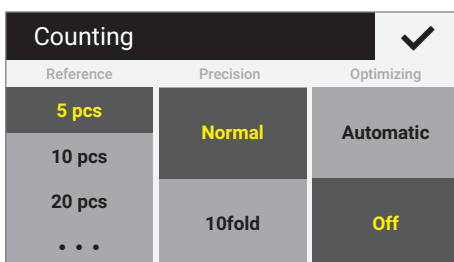 Counting
Reference Precision Optimizing
5 pcs
Normal Automatic
10 pcs
20 pcs
10fold Off
• • •